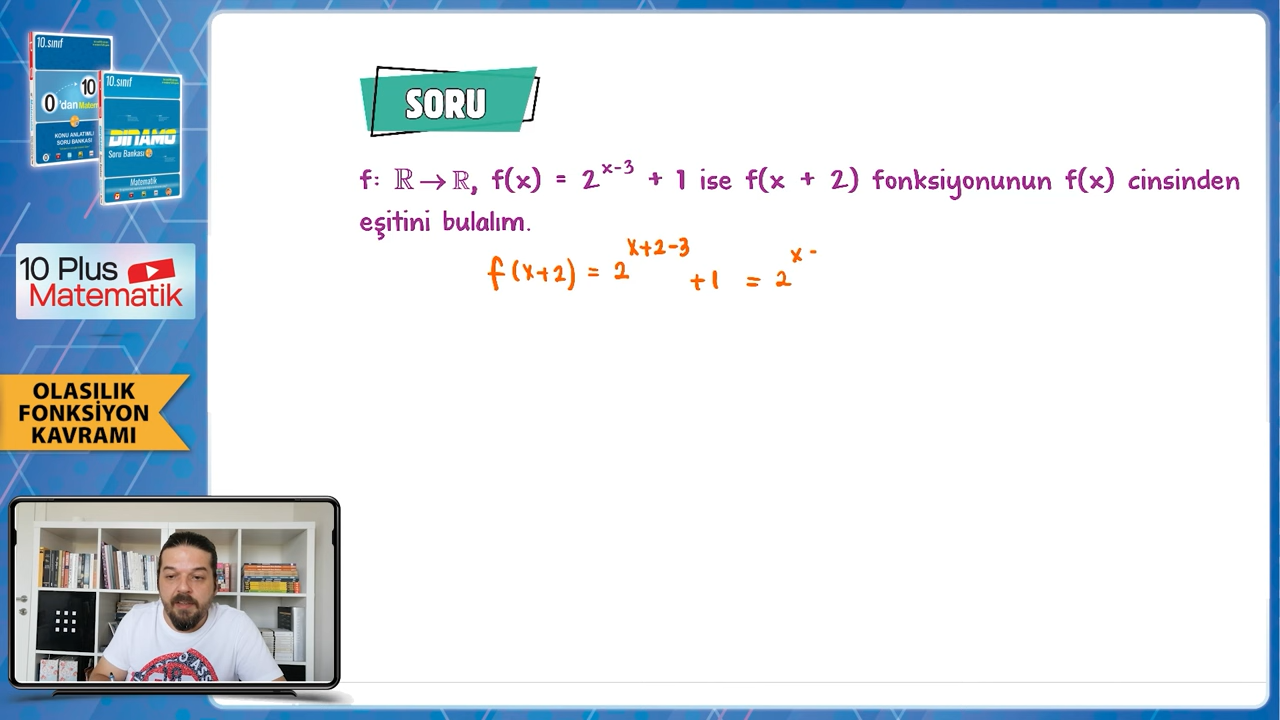 10.sınıf
0'dan 10
Matem
KONU ANLATIMLI
SORU BANKASI
10.sınıf
DİNAMO
Soru Bankası
Matematik
10 Plus
Matematik
OLASILIK
FONKSİYON
KAVRAMI
SORU
f: ℝ → ℝ, f(x) = 2^{x-3} + 1 ise f(x + 2) fonksiyonunun f(x) cinsinden
eşitini bulalım.
f(x+2) = 2^{x+2-3} +1 = 2^{x-}